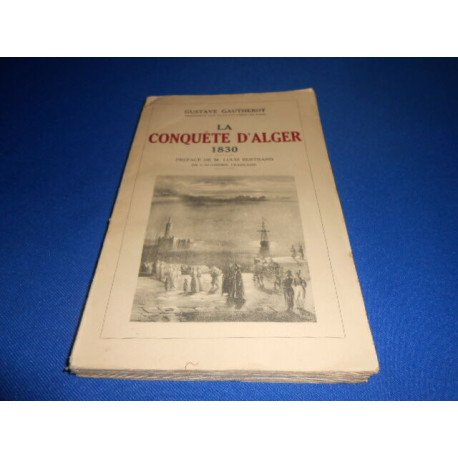 GUSTAVE GAUTHEROT
LA
CONQUÊTE D'ALGER
1830
PRÉFACE DE M. LOUIS BERTRAND
DE L'ACADÉMIE FRANÇAISE